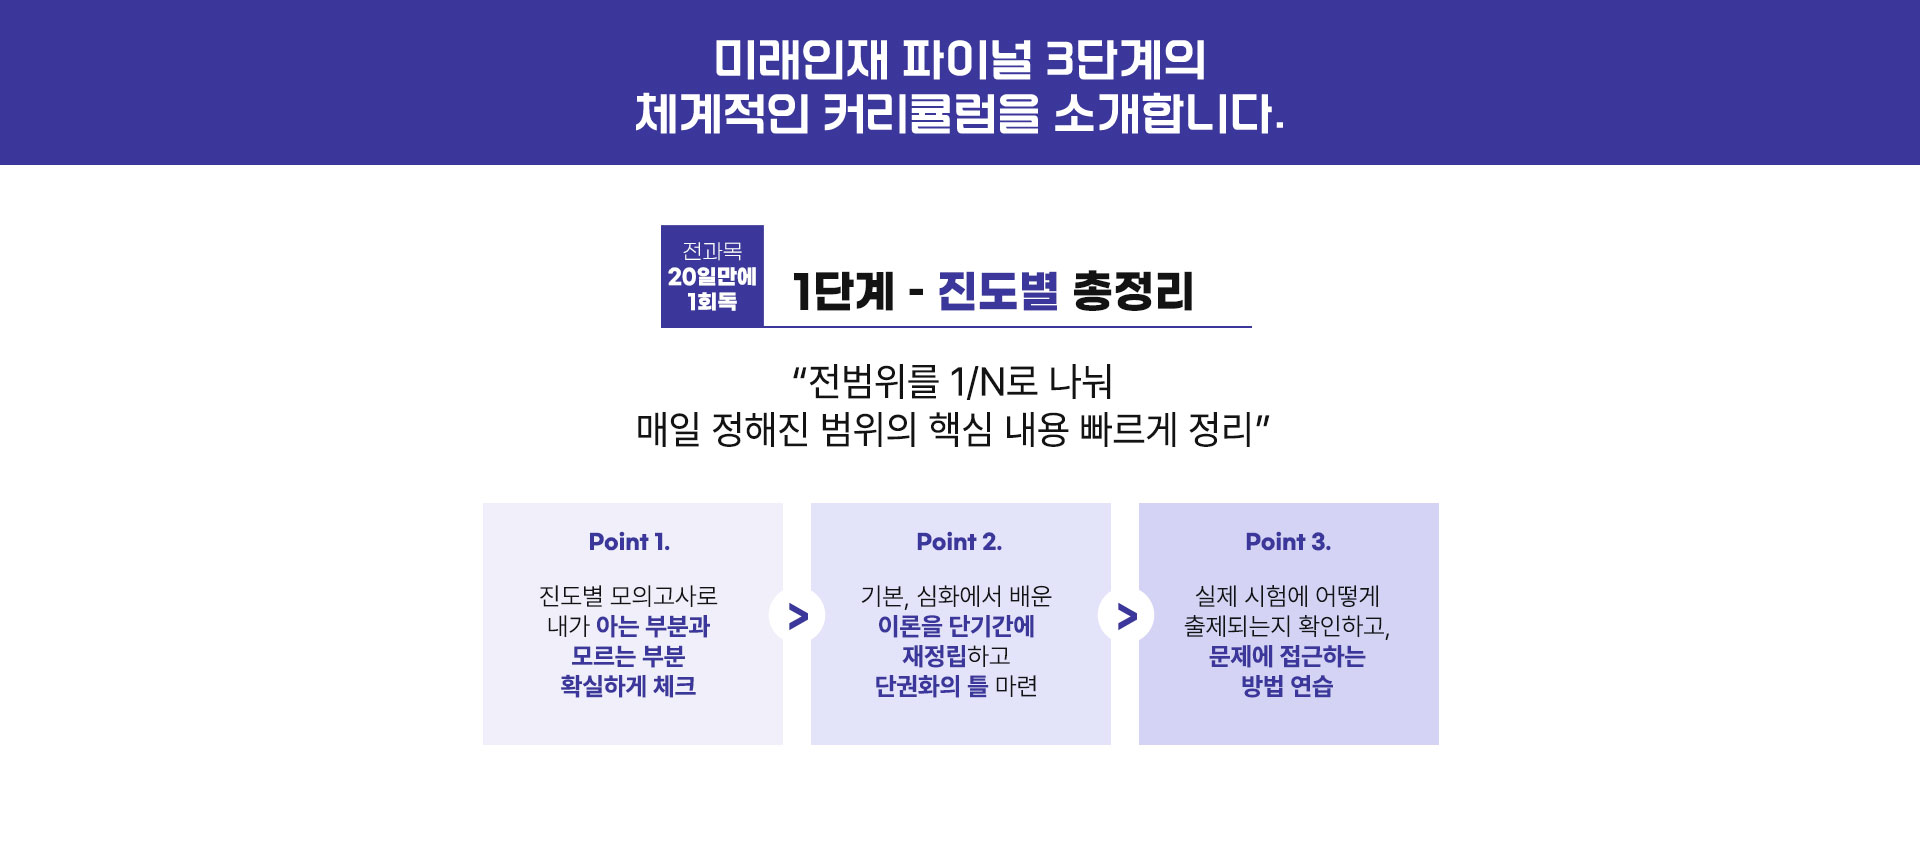 미래인재 파이널 3단계의
체계적인 커리큘럼을 소개합니다.
전과목
20일만에
1회독
1단계 - 진도별 총정리
“전범위를 1/N로 나눠
매일 정해진 범위의 핵심 내용 빠르게 정리”
Point 1.
진도별 모의고사로
내가 아는 부분과
모르는 부분
확실하게 체크
>
Point 2.
기본, 심화에서 배운
이론을 단기간에
재정립하고
단권화의 틀 마련
>
Point 3.
실제 시험에 어떻게
출제되는지 확인하고,
문제에 접근하는
방법 연습